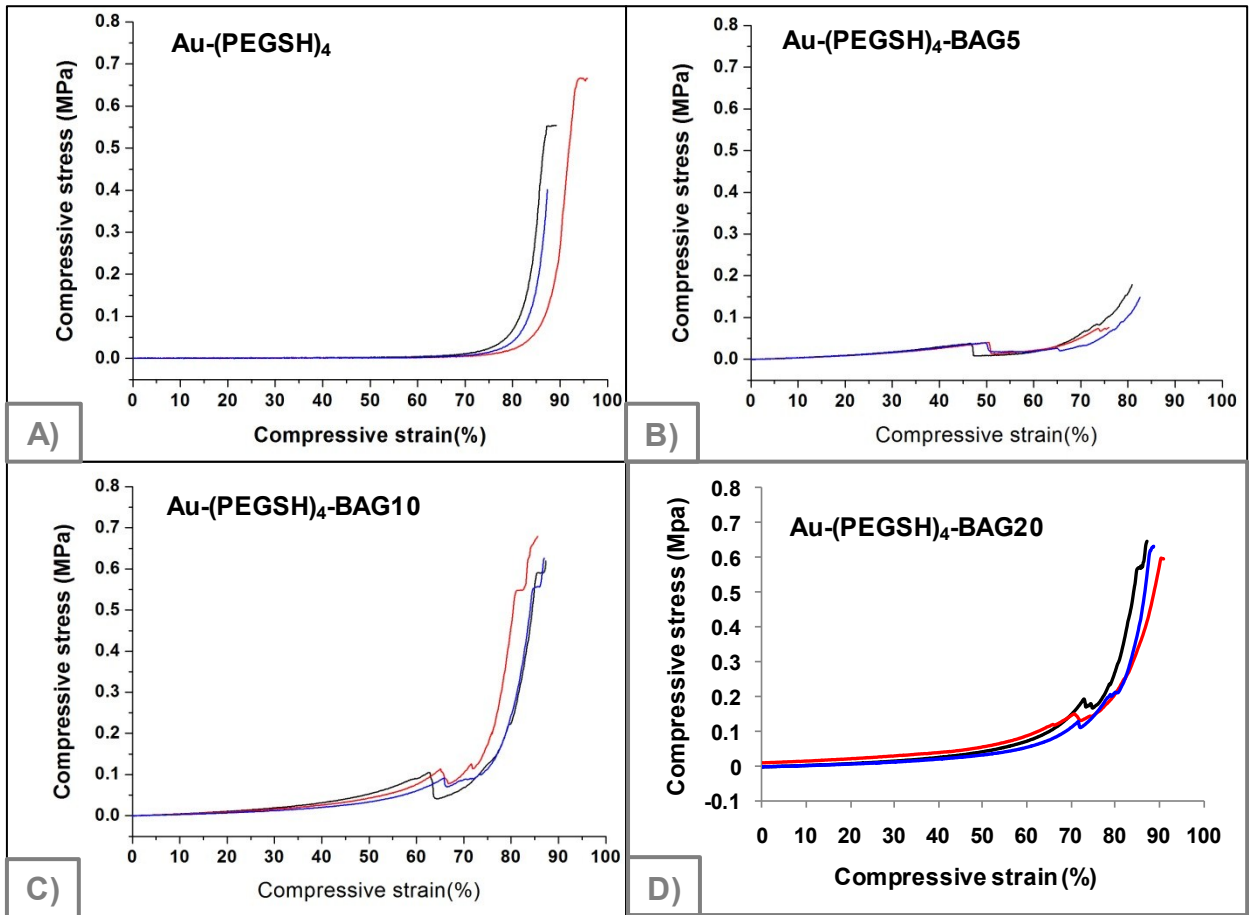 Au-(PEGSH)4
Compressive stress (MPa)
0.8
0.7
0.6
0.5
0.4
0.3
0.2
0.1
0.0
0 10 20 30 40 50 60 70 80 90 100
Compressive strain(%)
A)
Au-(PEGSH)4-BAG5
Compressive stress (MPa)
0.8
0.7
0.6
0.5
0.4
0.3
0.2
0.1
0.0
0 10 20 30 40 50 60 70 80 90 100
Compressive strain(%)
B)
Au-(PEGSH)4-BAG10
Compressive stress (MPa)
0.8
0.7
0.6
0.5
0.4
0.3
0.2
0.1
0.0
0 10 20 30 40 50 60 70 80 90 100
Compressive strain(%)
C)
Au-(PEGSH)4-BAG20
Compressive stress (Mpa)
0.8
0.7
0.6
0.5
0.4
0.3
0.2
0.1
0
-0.1
0 10 20 30 40 50 60 70 80 90 100
Compressive strain (%)
D)